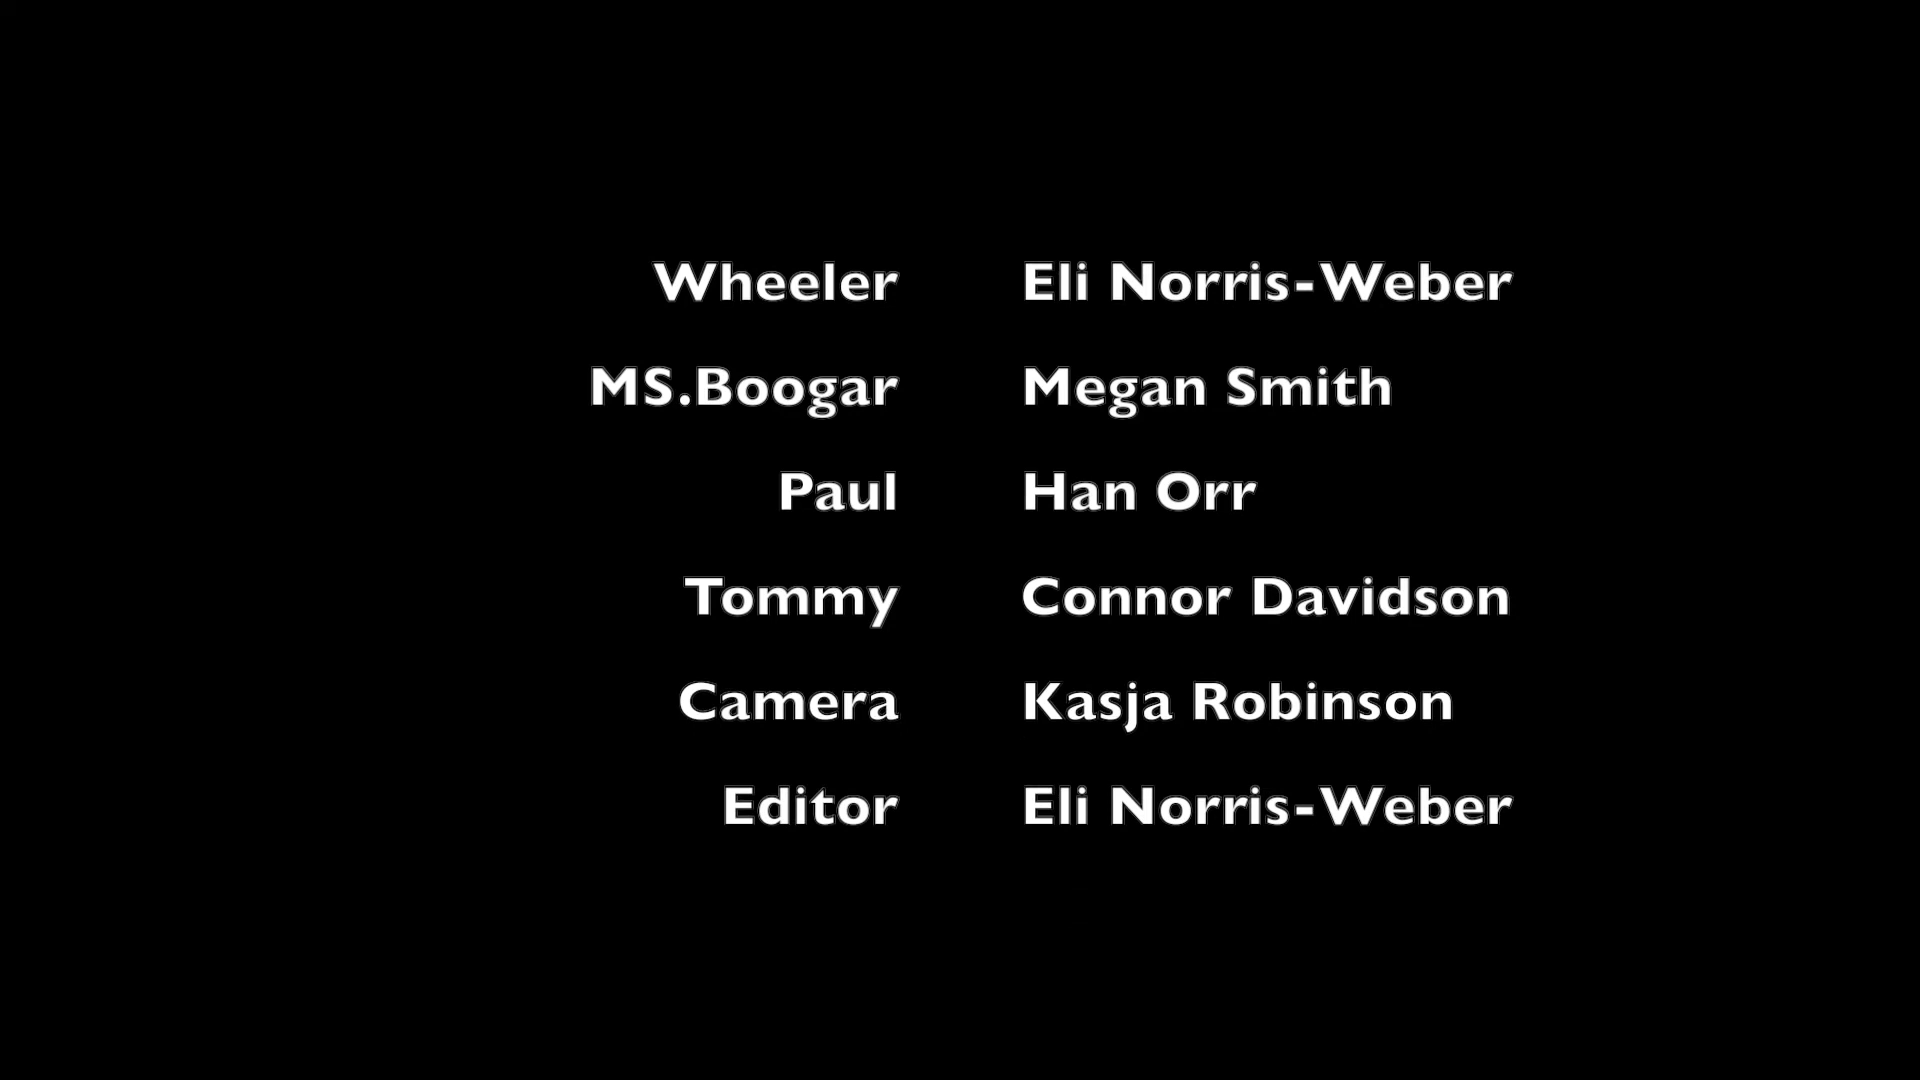 Wheeler Eli Norris-Weber
MS.Boogar Megan Smith
Paul Han Orr
Tommy Connor Davidson
Camera Kasja Robinson
Editor Eli Norris-Weber